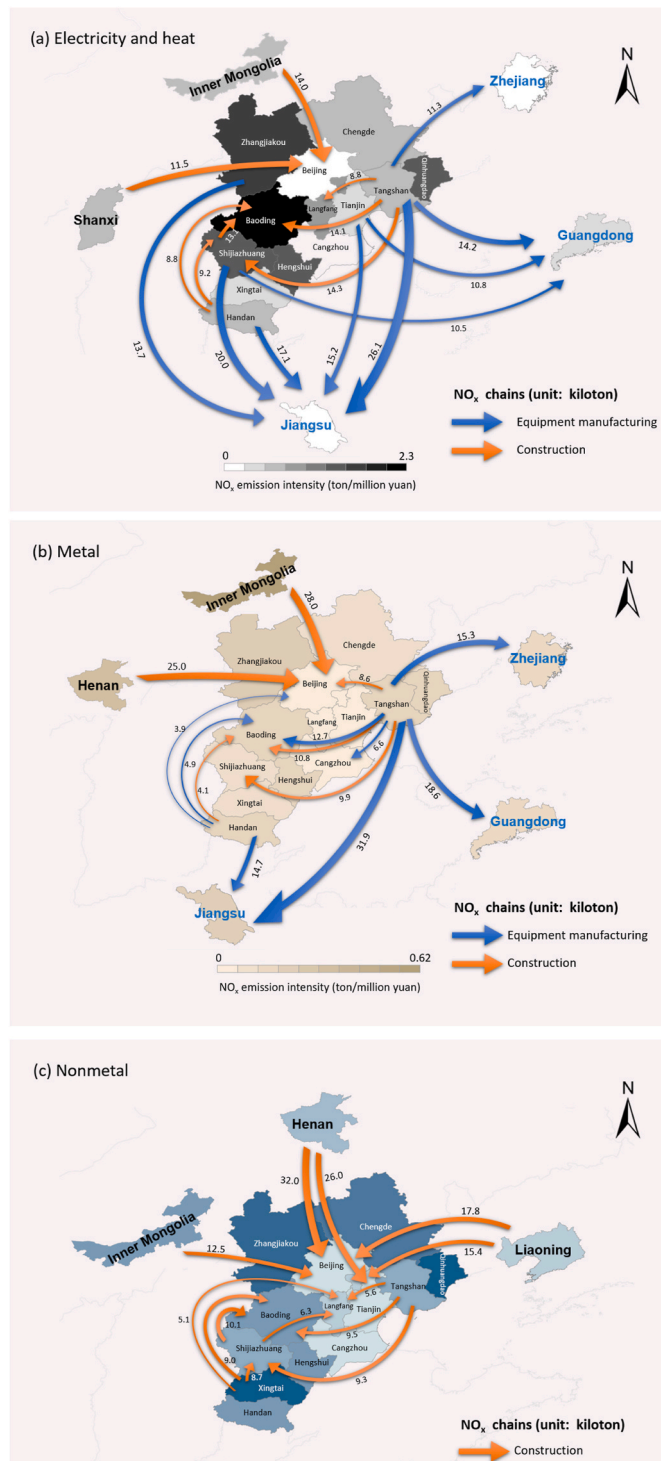 (a) Electricity and heat
N
Inner Mongolia
14.0
Zhejiang
11.3
Chengde
Zhangjiakou
Qinhuangdao
Beijing
11.5
8.8
Tangshan
Langfang
Tianjin
Shanxi
Baoding
14.1
Guangdong
14.2
13.
Cangzhou
Shijiazhuang
8.8
9.2
Hengshui
14.3
10.8
Xingtai
Handan
10.5
13.7
20.0
17.1
15.2
26.1
NOx chains (unit: kiloton)
Equipment manufacturing
Construction
Jiangsu
0
2.3
NOx emission intensity (ton/million yuan)
(b) Metal
N
Inner Mongolia
28.0
15.3
Chengde
Zhejiang
Zhangjiakou
Qinhuangdao
Henan
25.0
Beijing
8.6
Tangshan
Tianjin
Langfang
3.9
Baoding
12.7
6.6
10.8
Cangzhou
4.9
Shijiazhuang
4.1
Hengshui
9.9
18.6
Xingtai
Guangdong
Handan
31.9
14.7
Jiangsu
NOx chains (unit: kiloton)
Equipment manufacturing
Construction
0
0.62
NOx emission intensity (ton/million yuan)
(c) Nonmetal
N
Henan
32.0
26.0
17.8
Inner Mongolia
Zhangjiakou
Chengde
12.5
15.4
Liaoning
Beijing
Qinhuangdao
Tangshan
5.6
Langfang
Tianjin
5.1
Baoding
6.3
10.1
9.5
Shijiazhuang
Cangzhou
9.0
Hengshui
8.7
9.3
Xingtai
Handan
NOx chains (unit: kiloton)
Construction